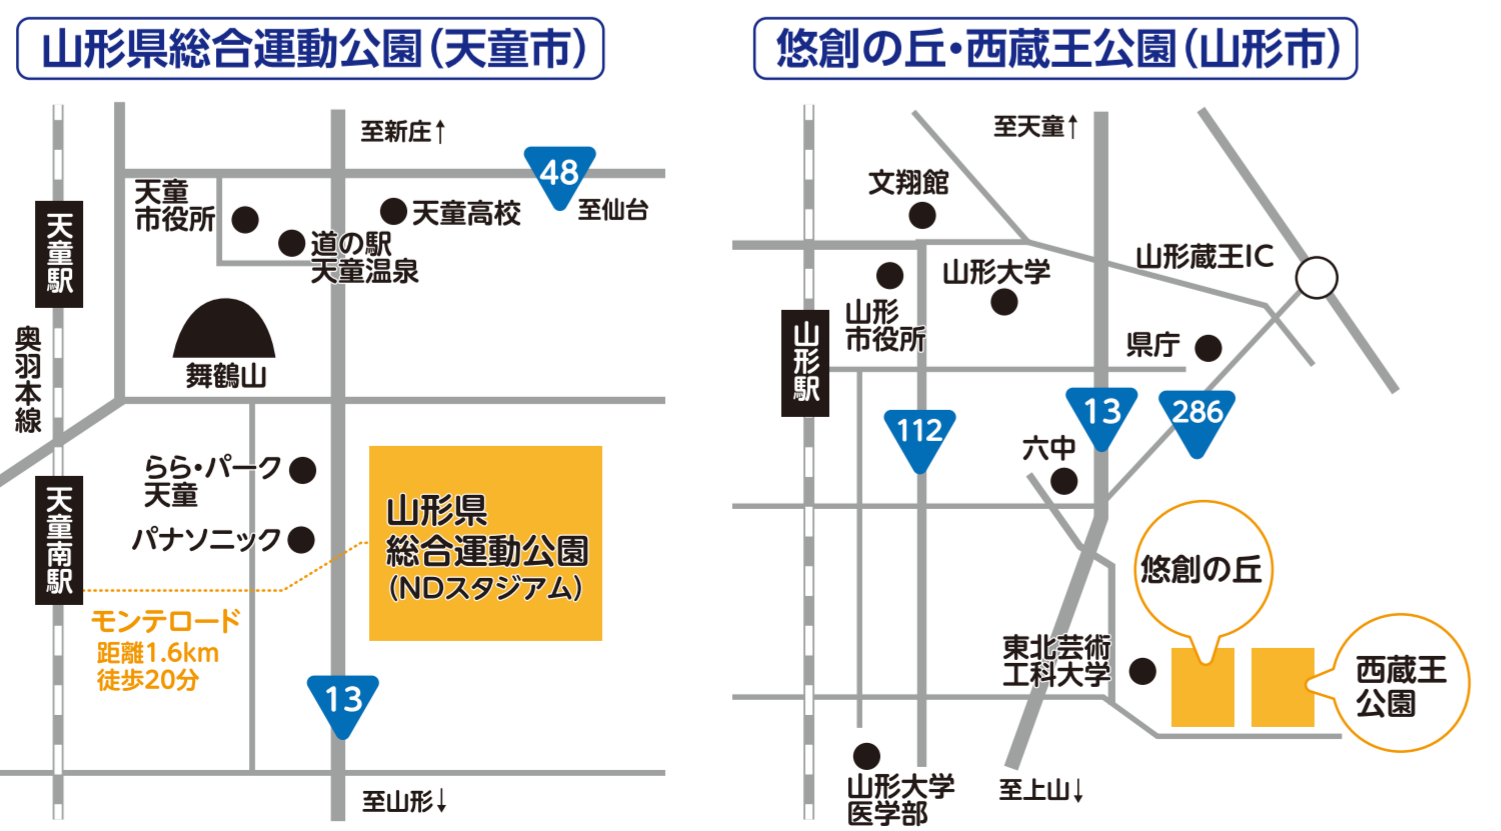 山形県総合運動公園(天童市)
至新庄↑
48
天童
市役所
天童高校
至仙台
道の駅
天童温泉
天童駅
奥羽本線
舞鶴山
らら・パーク
天童
パナソニック
天童南駅
山形県
総合運動公園
(NDスタジアム)
モンテロード
距離1.6km
徒歩20分
13
至山形↓
悠創の丘・西蔵王公園(山形市)
至天童↑
文翔館
山形蔵王IC
山形大学
山形
市役所
山形駅
県庁
112
13
286
六中
悠創の丘
東北芸術
工科大学
西蔵王
公園
山形大学
医学部
至上山↓